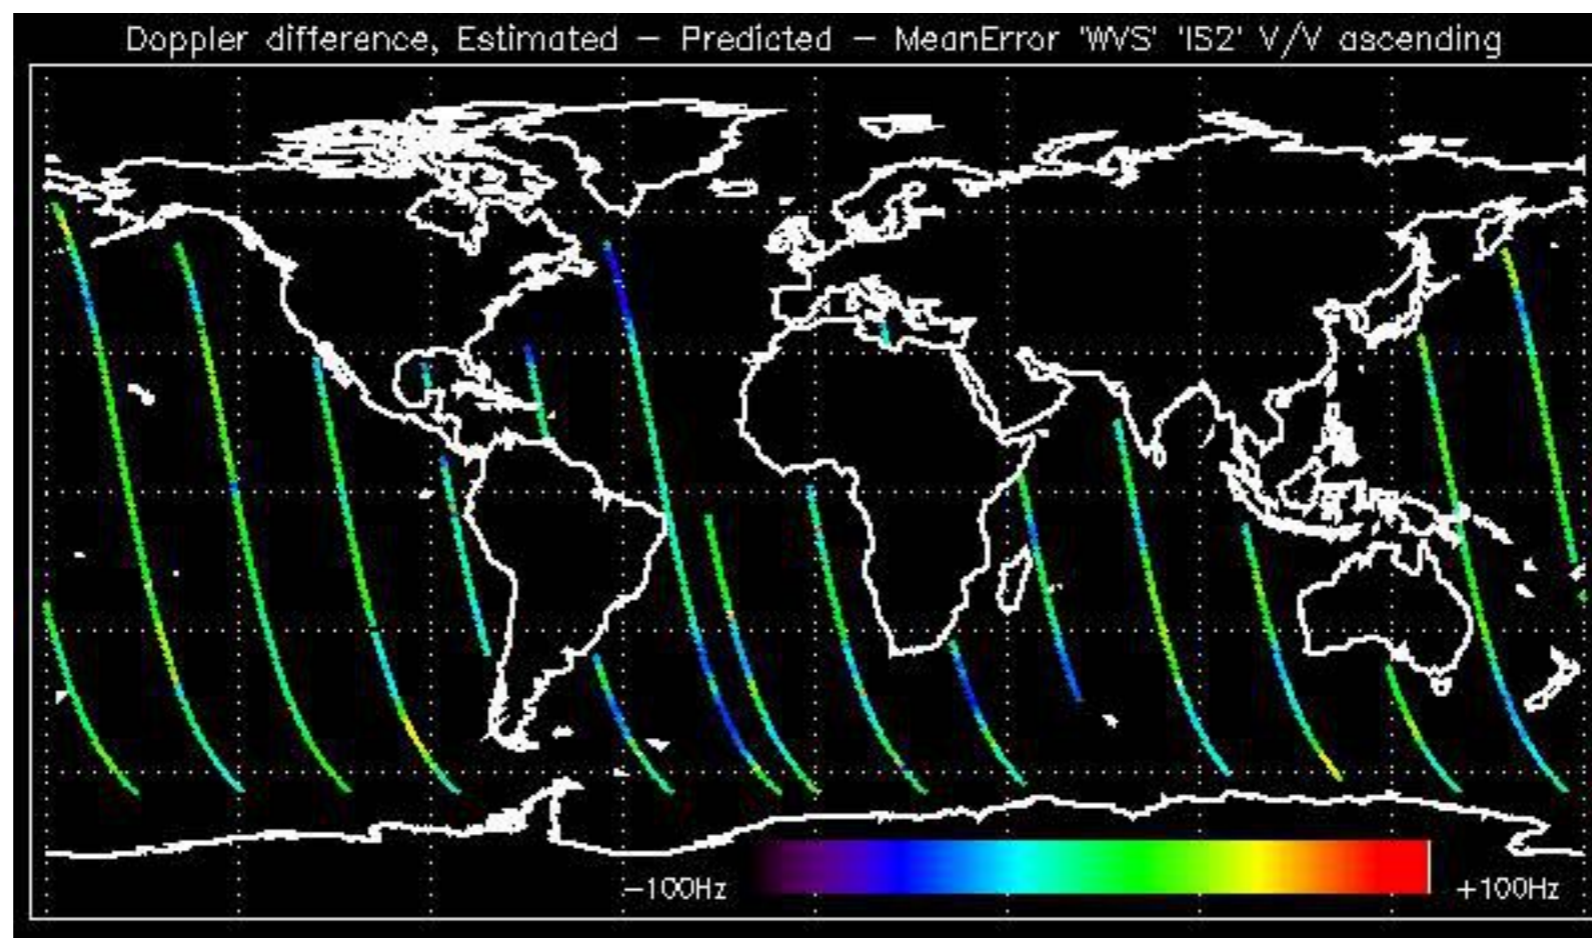 Doppler difference, Estimated – Predicted – MeanError 'WVS' 'IS2' V/V ascending
–100Hz +100Hz